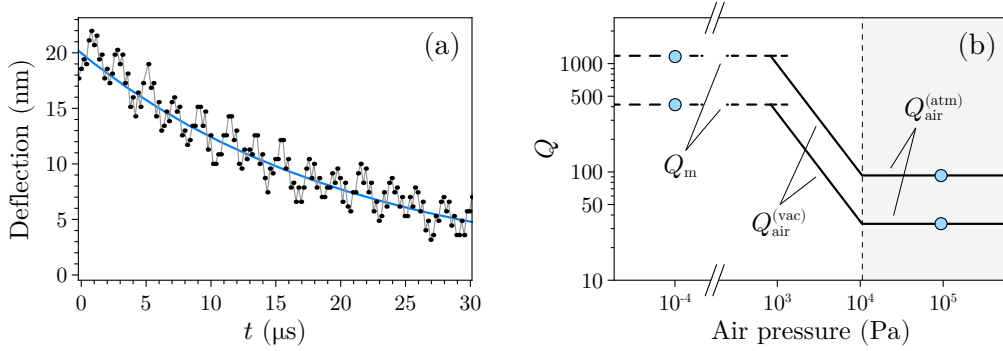 (a)
Deflection (nm)
20
15
10
5
0
0 5 10 15 20 25 30
t (μs)
(b)
Q
1000
500
100
50
10
Q_m
Q_air^(vac)
Q_air^(atm)
10^-4 10^3 10^4 10^5
Air pressure (Pa)